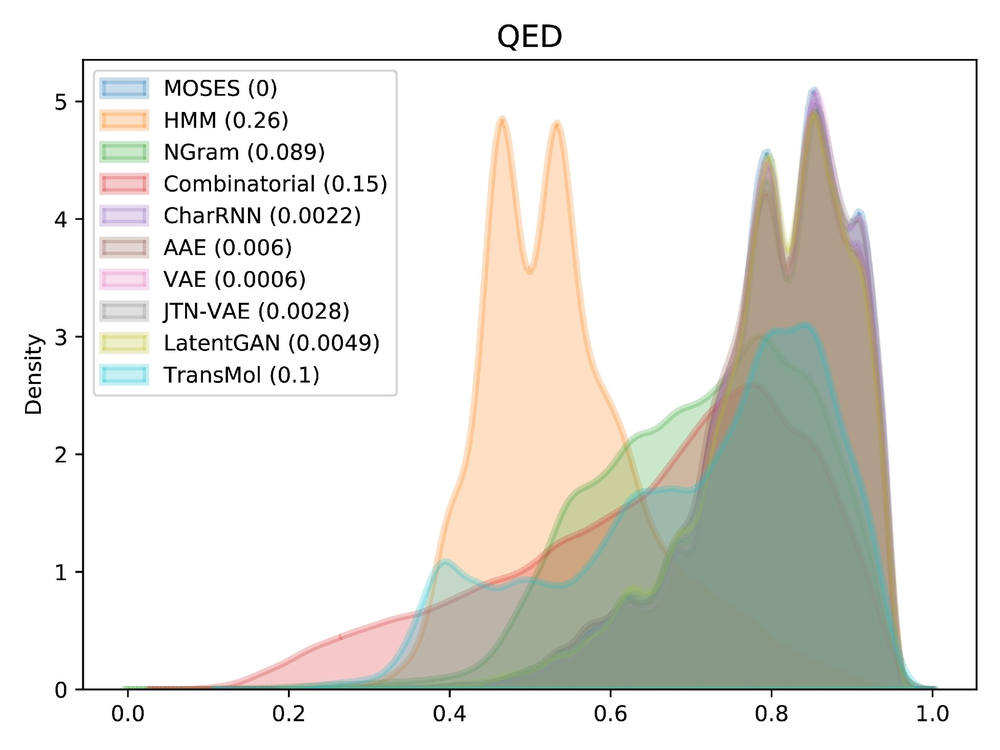 QED
MOSES (0)
HMM (0.26)
NGram (0.089)
Combinatorial (0.15)
CharRNN (0.0022)
AAE (0.006)
VAE (0.0006)
JTN-VAE (0.0028)
LatentGAN (0.0049)
TransMol (0.1)
Density
5
4
3
2
1
0
0.0 0.2 0.4 0.6 0.8 1.0